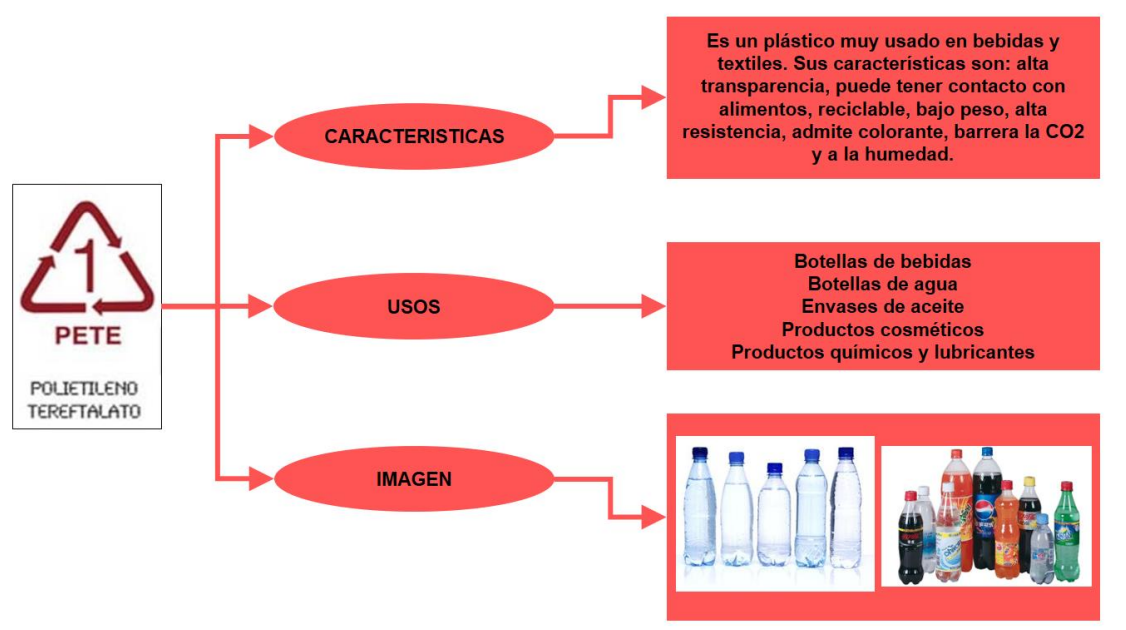 1
PETE
POLIETILENO
TEREFTALATO
CARACTERISTICAS
Es un plástico muy usado en bebidas y
textiles. Sus características son: alta
transparencia, puede tener contacto con
alimentos, reciclable, bajo peso, alta
resistencia, admite colorante, barrera la CO2
y a la humedad.
USOS
Botellas de bebidas
Botellas de agua
Envases de aceite
Productos cosméticos
Productos químicos y lubricantes
IMAGEN